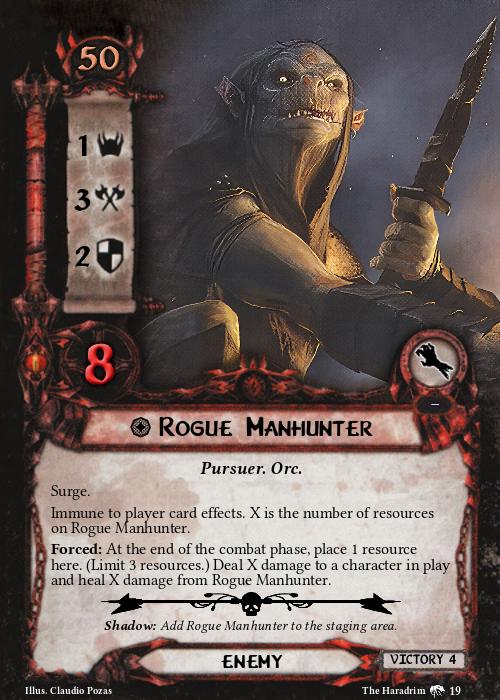 50
1
3
2
8
–
ROGUE MANHUNTER
Pursuer. Orc.
Surge.
Immune to player card effects. X is the number of resources
on Rogue Manhunter.
Forced: At the end of the combat phase, place 1 resource
here. (Limit 3 resources.) Deal X damage to a character in play
and heal X damage from Rogue Manhunter.
Shadow: Add Rogue Manhunter to the staging area.
ENEMY
VICTORY 4
Illus. Claudio Pozas
The Haradrim 19